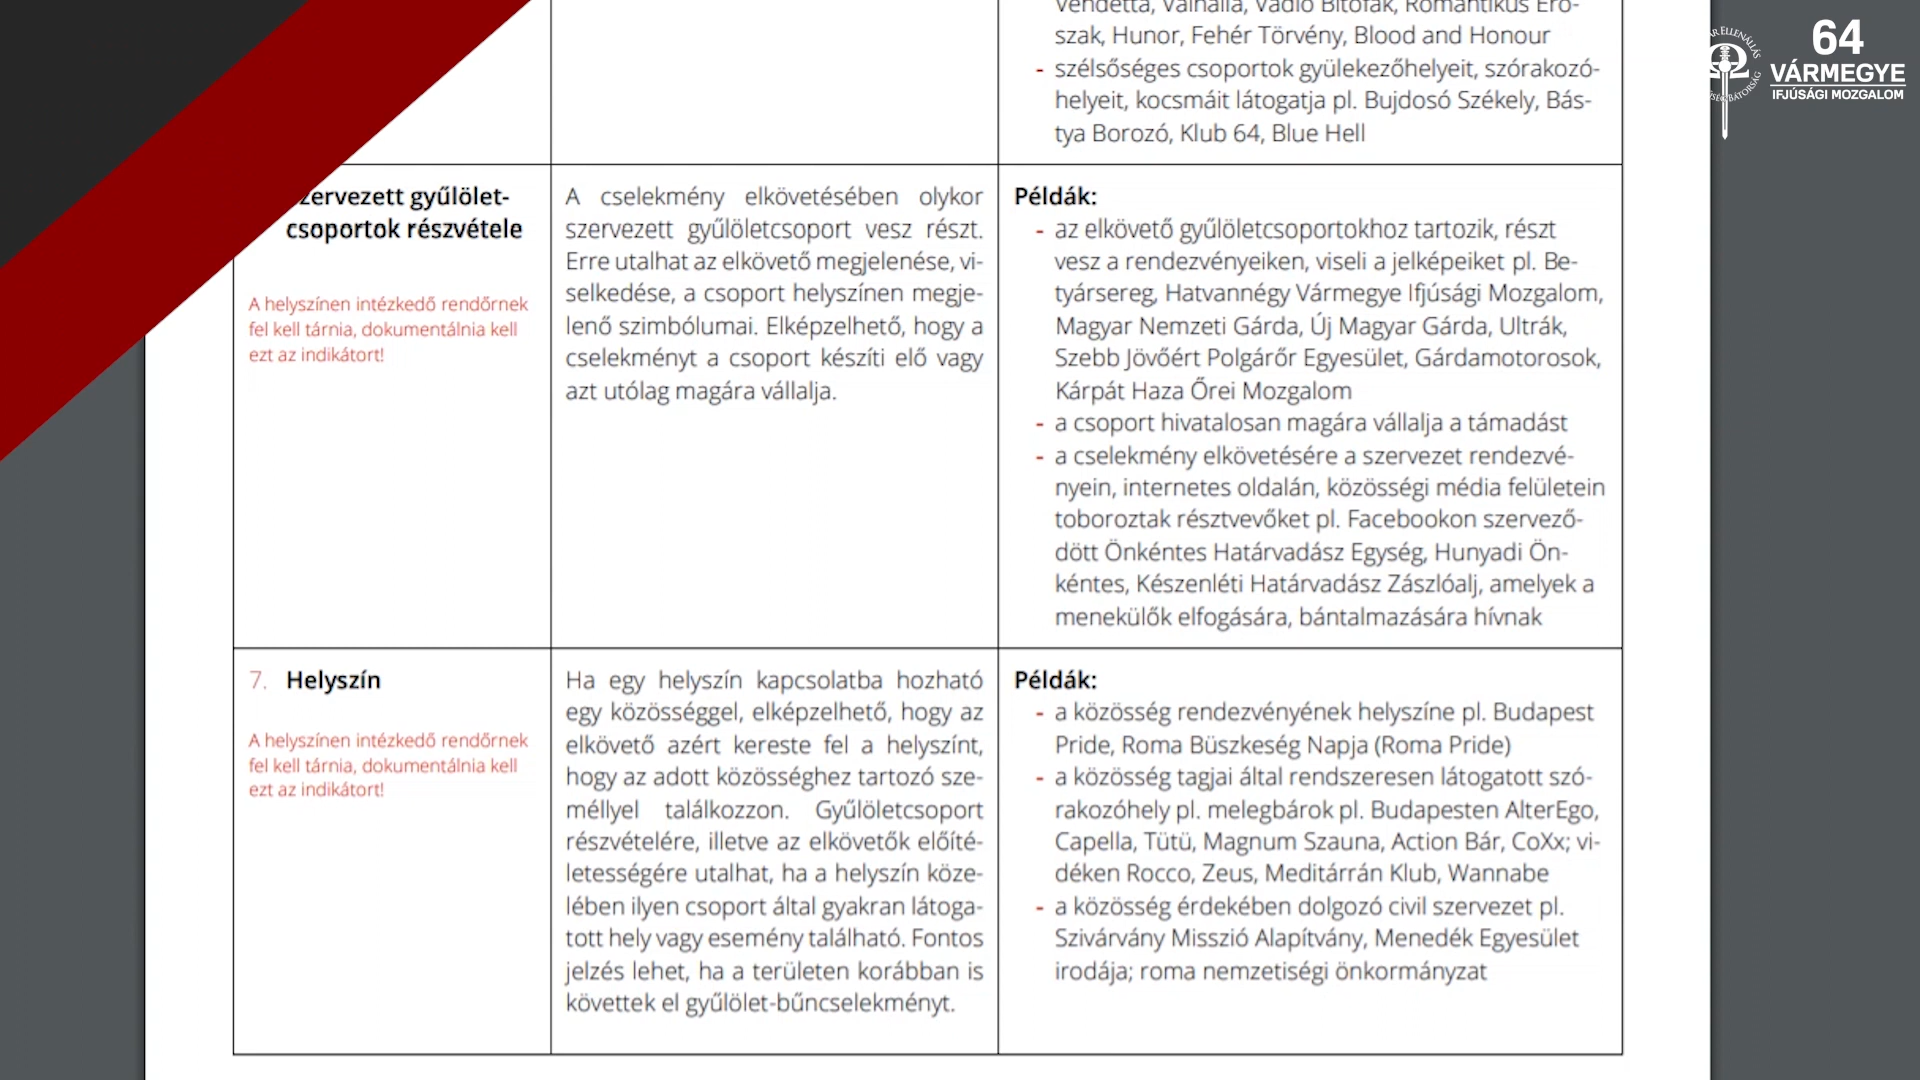 Vendetta, Valhalla, Vádló Bitófák, Romantikus Erő-
szak, Hunor, Fehér Törvény, Blood and Honour
- szélsőséges csoportok gyülekezőhelyeit, szórakozó-
helyeit, kocsmáit látogatja pl. Bujdosó Székely, Bás-
tya Borozó, Klub 64, Blue Hell
szervezett gyűlölet-
csoportok részvétele
A helyszínen intézkedő rendőrnek
fel kell tárnia, dokumentálnia kell
ezt az indikátort!
A cselekmény elkövetésében olykor
szervezett gyűlöletcsoport vesz részt.
Erre utalhat az elkövető megjelenése, vi-
selkedése, a csoport helyszínen megje-
lenő szimbólumai. Elképzelhető, hogy a
cselekményt a csoport készíti elő vagy
azt utólag magára vállalja.
Példák:
- az elkövető gyűlöletcsoportokhoz tartozik, részt
vesz a rendezvényeiken, viseli a jelképeiket pl. Be-
tyársereg, Hatvannégy Vármegye Ifjúsági Mozgalom,
Magyar Nemzeti Gárda, Új Magyar Gárda, Ultrák,
Szebb Jövőért Polgárőr Egyesület, Gárdamotorosok,
Kárpát Haza Őrei Mozgalom
- a csoport hivatalosan magára vállalja a támadást
- a cselekmény elkövetésére a szervezet rendezvé-
nyein, internetes oldalán, közösségi média felületein
toboroztak résztvevőket pl. Facebookon szervező-
dött Önkéntes Határvadász Egység, Hunyadi Ön-
kéntes, Készenléti Határvadász Zászlóalj, amelyek a
menekülők elfogására, bántalmazására hívnak
7. Helyszín
A helyszínen intézkedő rendőrnek
fel kell tárnia, dokumentálnia kell
ezt az indikátort!
Ha egy helyszín kapcsolatba hozható
egy közösséggel, elképzelhető, hogy az
elkövető azért kereste fel a helyszínt,
hogy az adott közösséghez tartozó sze-
méllyel találkozzon. Gyűlöletcsoport
részvételére, illetve az elkövetők előíté-
letességére utalhat, ha a helyszín köze-
lében ilyen csoport által gyakran látoga-
tott hely vagy esemény található. Fontos
jelzés lehet, ha a területen korábban is
követtek el gyűlölet-bűncselekményt.
Példák:
- a közösség rendezvényének helyszíne pl. Budapest
Pride, Roma Büszkeség Napja (Roma Pride)
- a közösség tagjai által rendszeresen látogatott szó-
rakozóhely pl. melegbárok pl. Budapesten AlterEgo,
Capella, Tütü, Magnum Szauna, Action Bár, CoXx; vi-
déken Rocco, Zeus, Meditárrán Klub, Wannabe
- a közösség érdekében dolgozó civil szervezet pl.
Szivárvány Misszió Alapítvány, Menedék Egyesület
irodája; roma nemzetiségi önkormányzat
64
VÁRMEGYE
IFJÚSÁGI MOZGALOM